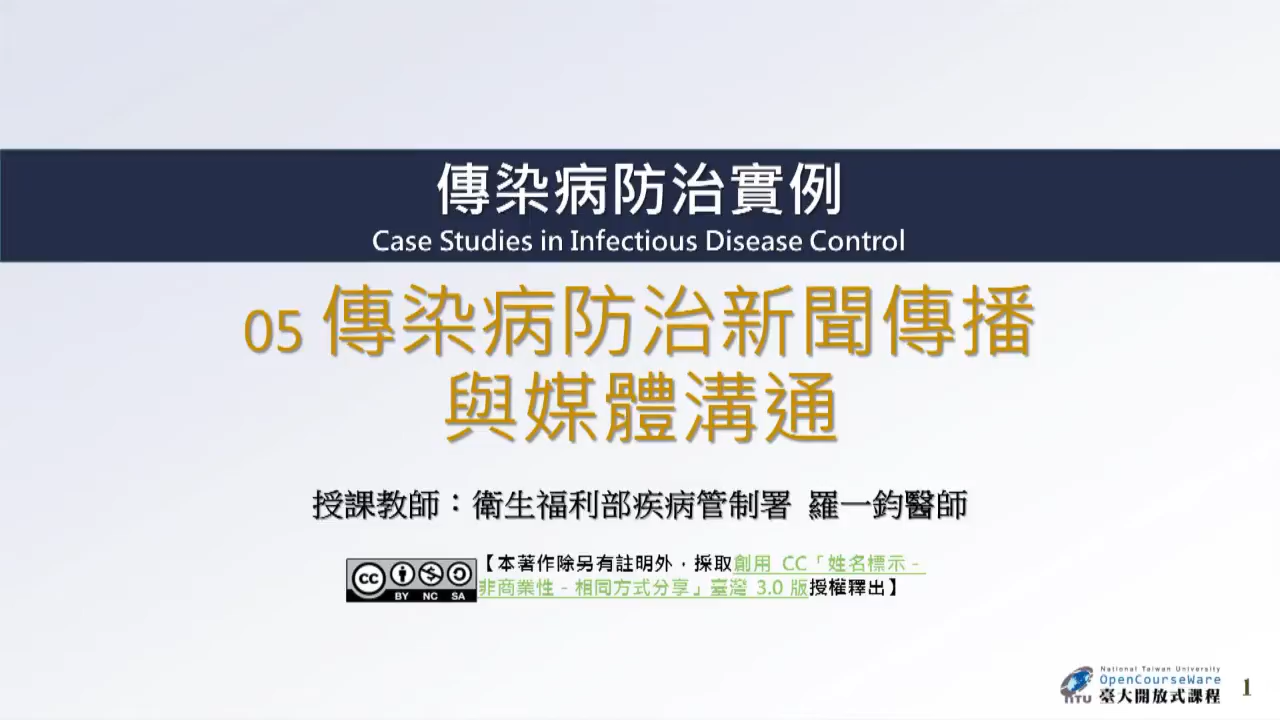 傳染病防治實例
Case Studies in Infectious Disease Control
05 傳染病防治新聞傳播
與媒體溝通
授課教師：衛生福利部疾病管制署 羅一鈞醫師
cc BY NC SA
【本著作除另有註明外，採取創用 CC「姓名標示－
非商業性－相同方式分享」臺灣 3.0 版授權釋出】
National Taiwan University
OpenCourseWare
NTU 臺大開放式課程
1